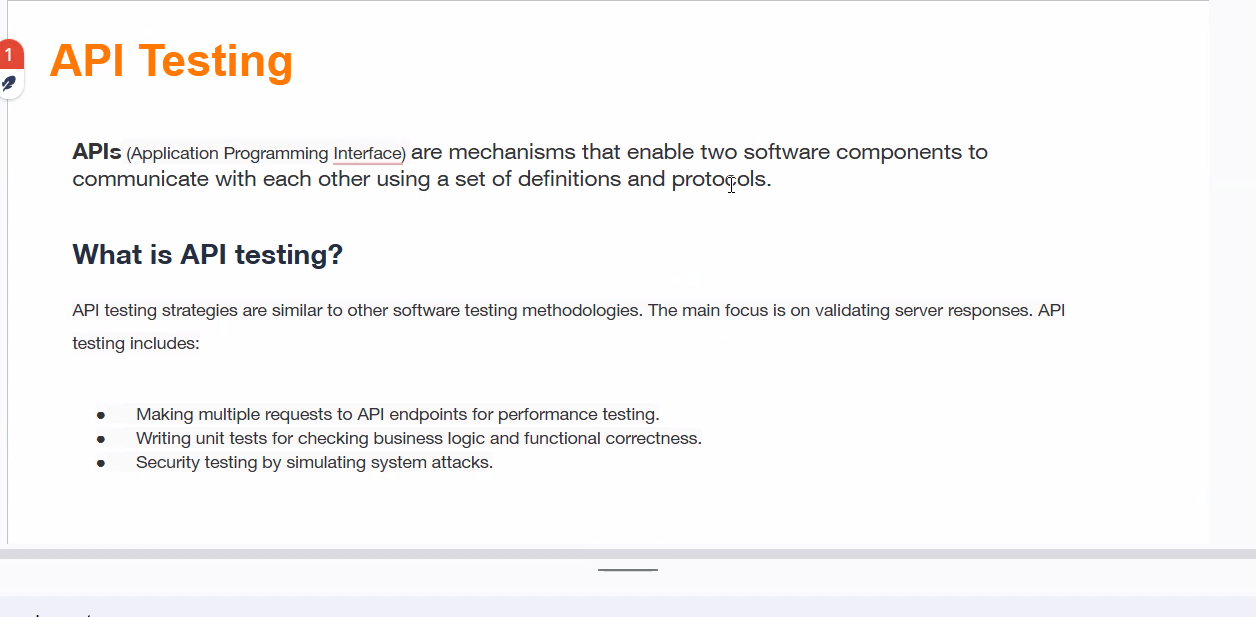 1
API Testing
APIs (Application Programming Interface) are mechanisms that enable two software components to
communicate with each other using a set of definitions and protocols.
What is API testing?
API testing strategies are similar to other software testing methodologies. The main focus is on validating server responses. API
testing includes:
● Making multiple requests to API endpoints for performance testing.
● Writing unit tests for checking business logic and functional correctness.
● Security testing by simulating system attacks.